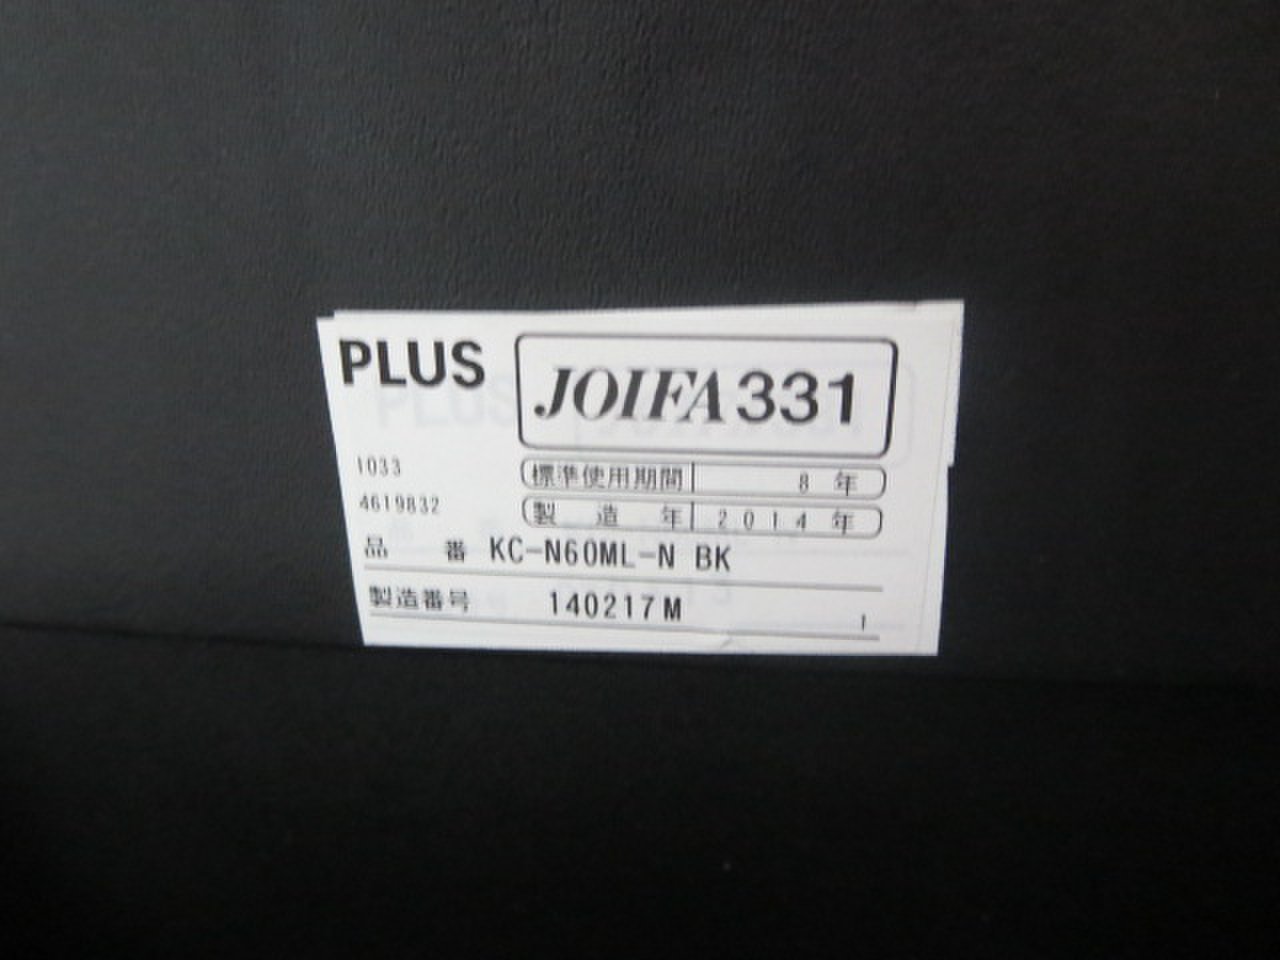 PLUS
JOIFA331
1033
標準使用期間 8 年
4619832
製造年 2014 年
品番 KC-N60ML-N BK
製造番号 140217M
1